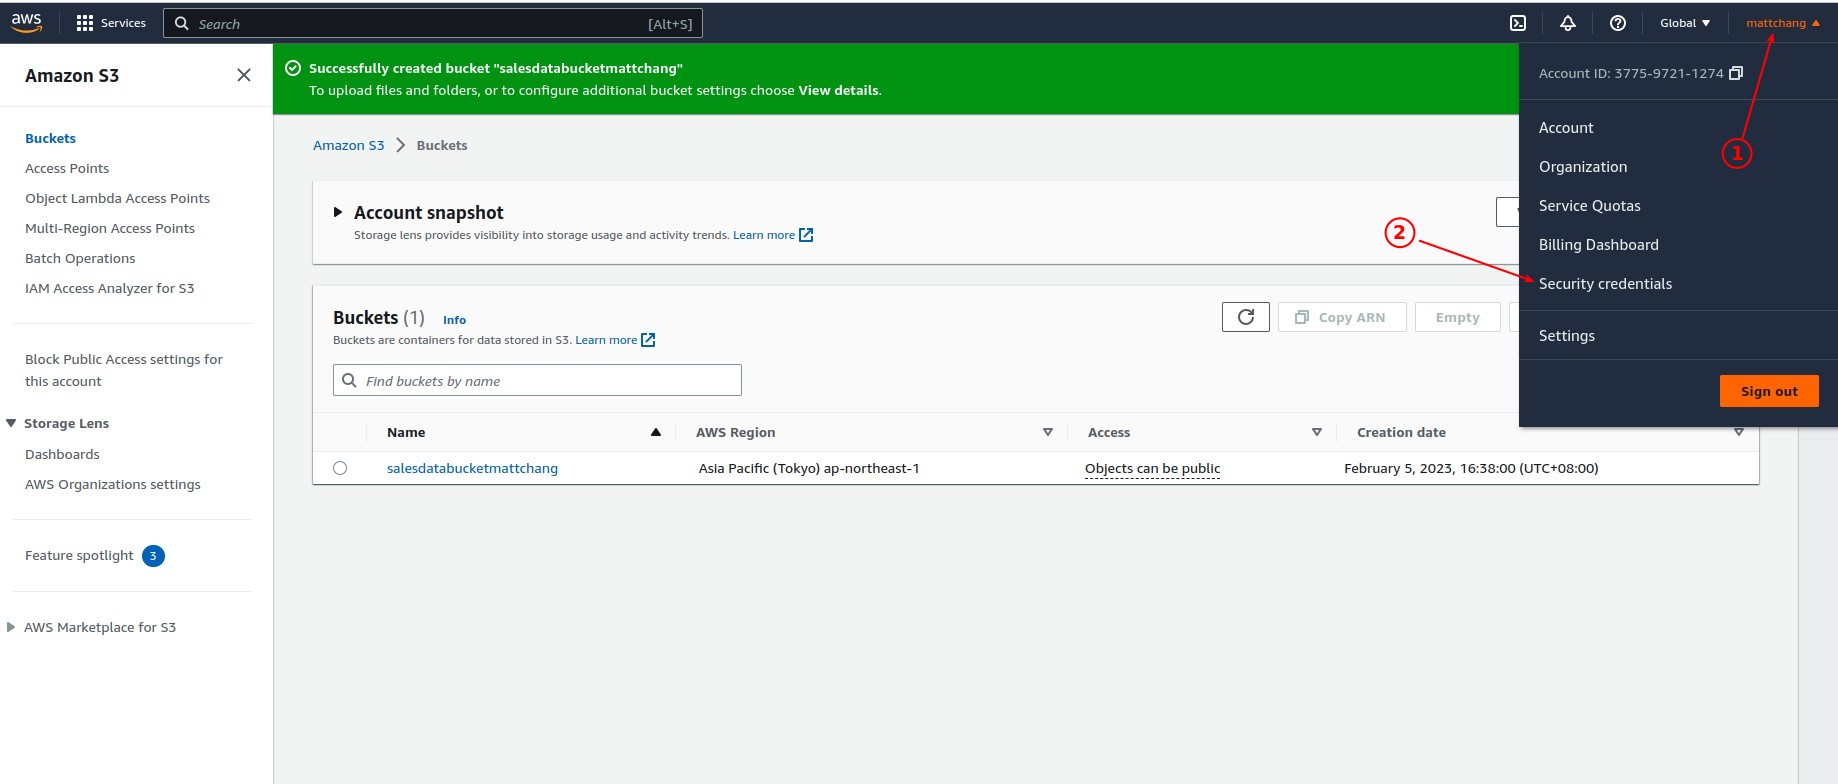 aws
Services
Search
[Alt+S]
Global
mattchang
Amazon S3
Buckets
Access Points
Object Lambda Access Points
Multi-Region Access Points
Batch Operations
IAM Access Analyzer for S3
Block Public Access settings for
this account
Storage Lens
Dashboards
AWS Organizations settings
Feature spotlight 3
AWS Marketplace for S3
Successfully created bucket "salesdatabucketmattchang"
To upload files and folders, or to configure additional bucket settings choose View details.
Amazon S3 Buckets
Account snapshot
Storage lens provides visibility into storage usage and activity trends. Learn more
Buckets (1) Info
Buckets are containers for data stored in S3. Learn more
Copy ARN
Empty
Find buckets by name
Name AWS Region Access Creation date
salesdatabucketmattchang Asia Pacific (Tokyo) ap-northeast-1 Objects can be public February 5, 2023, 16:38:00 (UTC+08:00)
Account ID: 3775-9721-1274
Account
Organization
Service Quotas
Billing Dashboard
Security credentials
Settings
Sign out
1
2